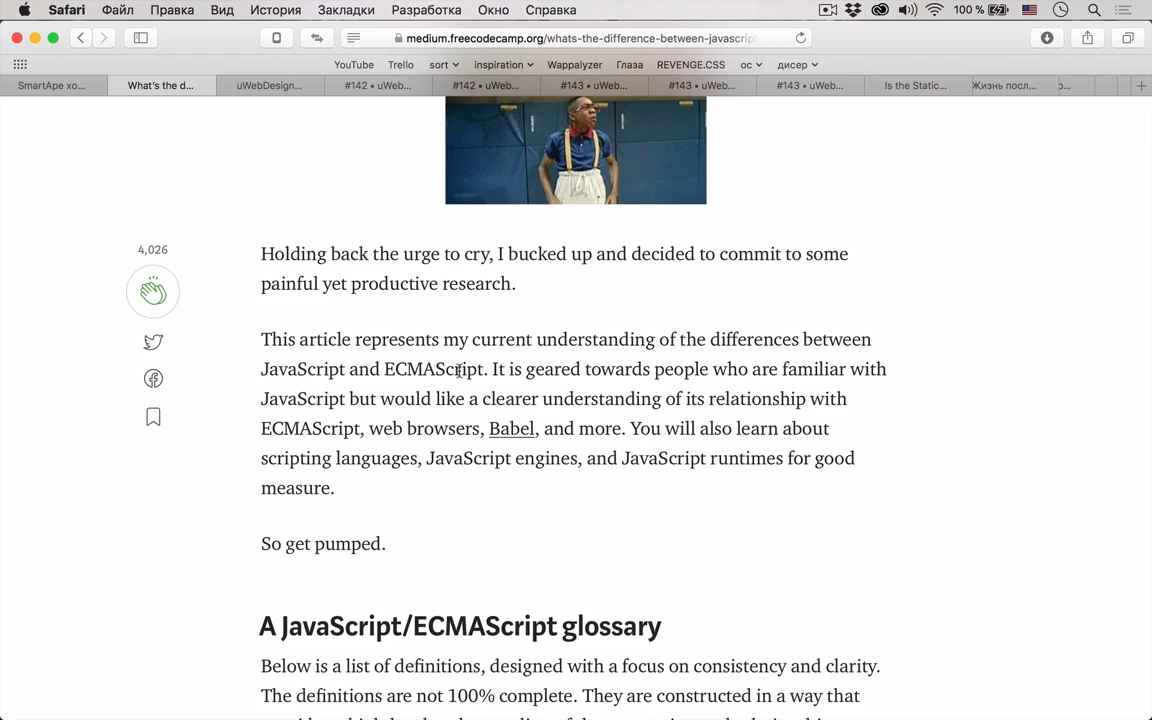 Safari Файл Правка Вид История Закладки Разработка Окно Справка 100 %
medium.freecodecamp.org/whats-the-difference-between-javascript
YouTube Trello sort inspiration Wappalyzer Глаза REVENGE.CSS ос дисер
SmartApe хо... What's the d... uWebDesign... #142 • uWeb... #142 • uWeb... #143 • uWeb... #143 • uWeb... #143 • uWeb... Is the Static... Жизнь посл...
Holding back the urge to cry, I bucked up and decided to commit to some
painful yet productive research.
4,026
This article represents my current understanding of the differences between
JavaScript and ECMAScript. It is geared towards people who are familiar with
JavaScript but would like a clearer understanding of its relationship with
ECMAScript, web browsers, Babel, and more. You will also learn about
scripting languages, JavaScript engines, and JavaScript runtimes for good
measure.
So get pumped.
A JavaScript/ECMAScript glossary
Below is a list of definitions, designed with a focus on consistency and clarity.
The definitions are not 100% complete. They are constructed in a way that